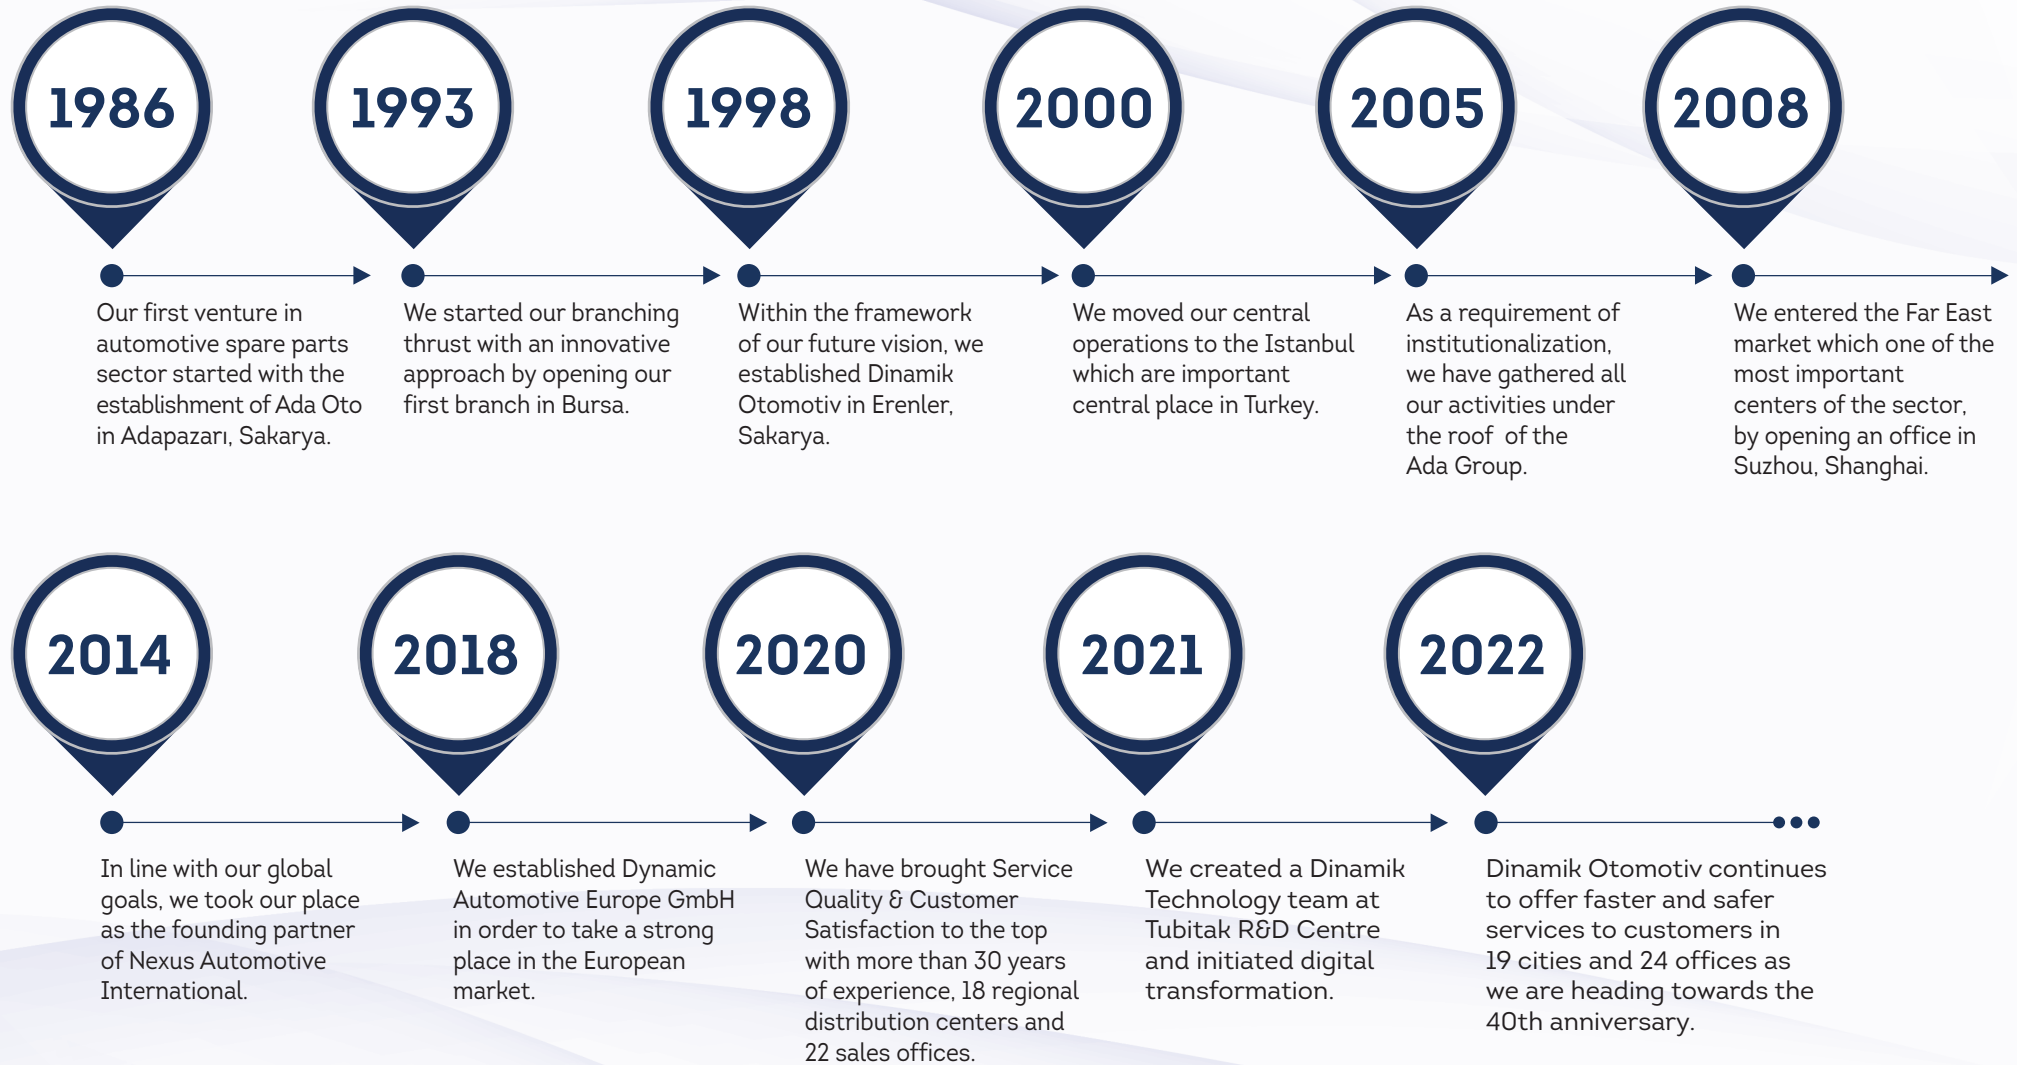 1986
Our first venture in
automotive spare parts
sector started with the
establishment of Ada Oto
in Adapazarı, Sakarya.
1993
We started our branching
thrust with an innovative
approach by opening our
first branch in Bursa.
1998
Within the framework
of our future vision, we
established Dinamik
Otomotiv in Erenler,
Sakarya.
2000
We moved our central
operations to the Istanbul
which are important
central place in Turkey.
2005
As a requirement of
institutionalization,
we have gathered all
our activities under
the roof  of the
Ada Group.
2008
We entered the Far East
market which one of the
most important
centers of the sector,
by opening an office in
Suzhou, Shanghai.
2014
In line with our global
goals, we took our place
as the founding partner
of Nexus Automotive
International.
2018
We established Dynamic
Automotive Europe GmbH
in order to take a strong
place in the European
market.
2020
We have brought Service
Quality & Customer
Satisfaction to the top
with more than 30 years
of experience, 18 regional
distribution centers and
22 sales offices.
2021
We created a Dinamik
Technology team at
Tubitak R&D Centre
and initiated digital
transformation.
2022
Dinamik Otomotiv continues
to offer faster and safer
services to customers in
19 cities and 24 offices as
we are heading towards the
40th anniversary.